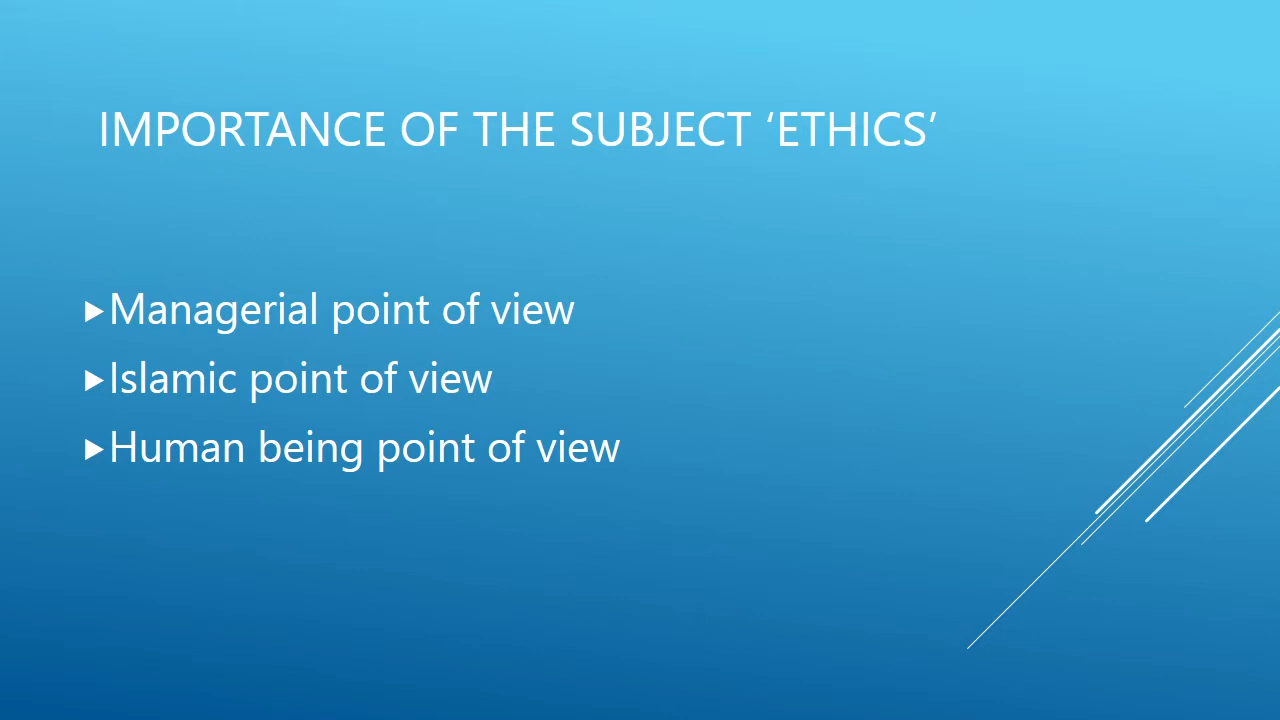 IMPORTANCE OF THE SUBJECT ‘ETHICS’
Managerial point of view
Islamic point of view
Human being point of view